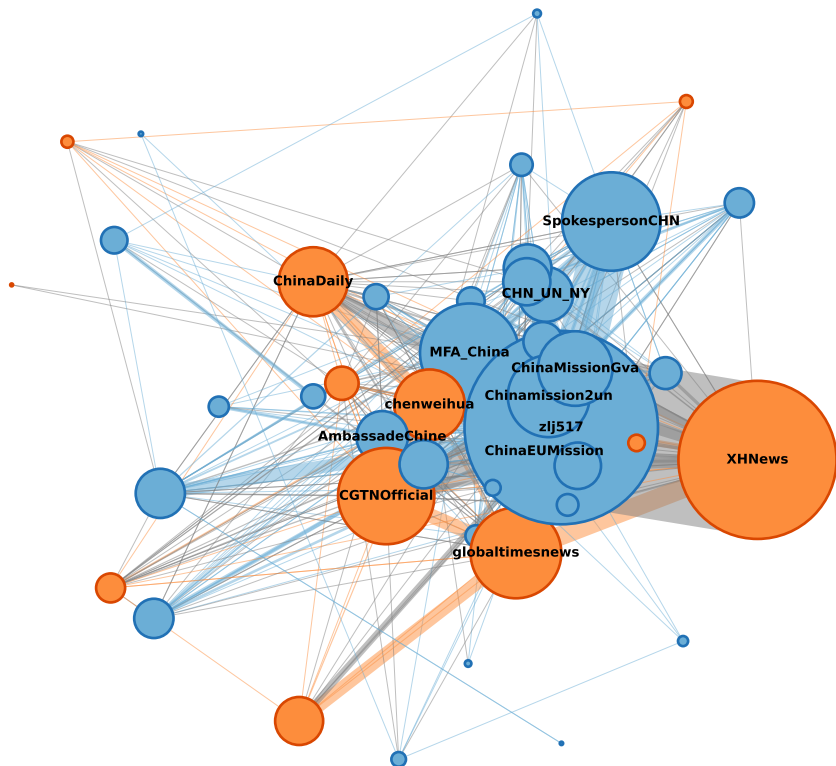 SpokespersonCHN
ChinaDaily
CHN_UN_NY
MFA_China
ChinaMissionGva
Chinamission2un
chenweihua
zlj517
AmbassadeChine
ChinaEUMission
XHNews
CGTNOfficial
globaltimesnews